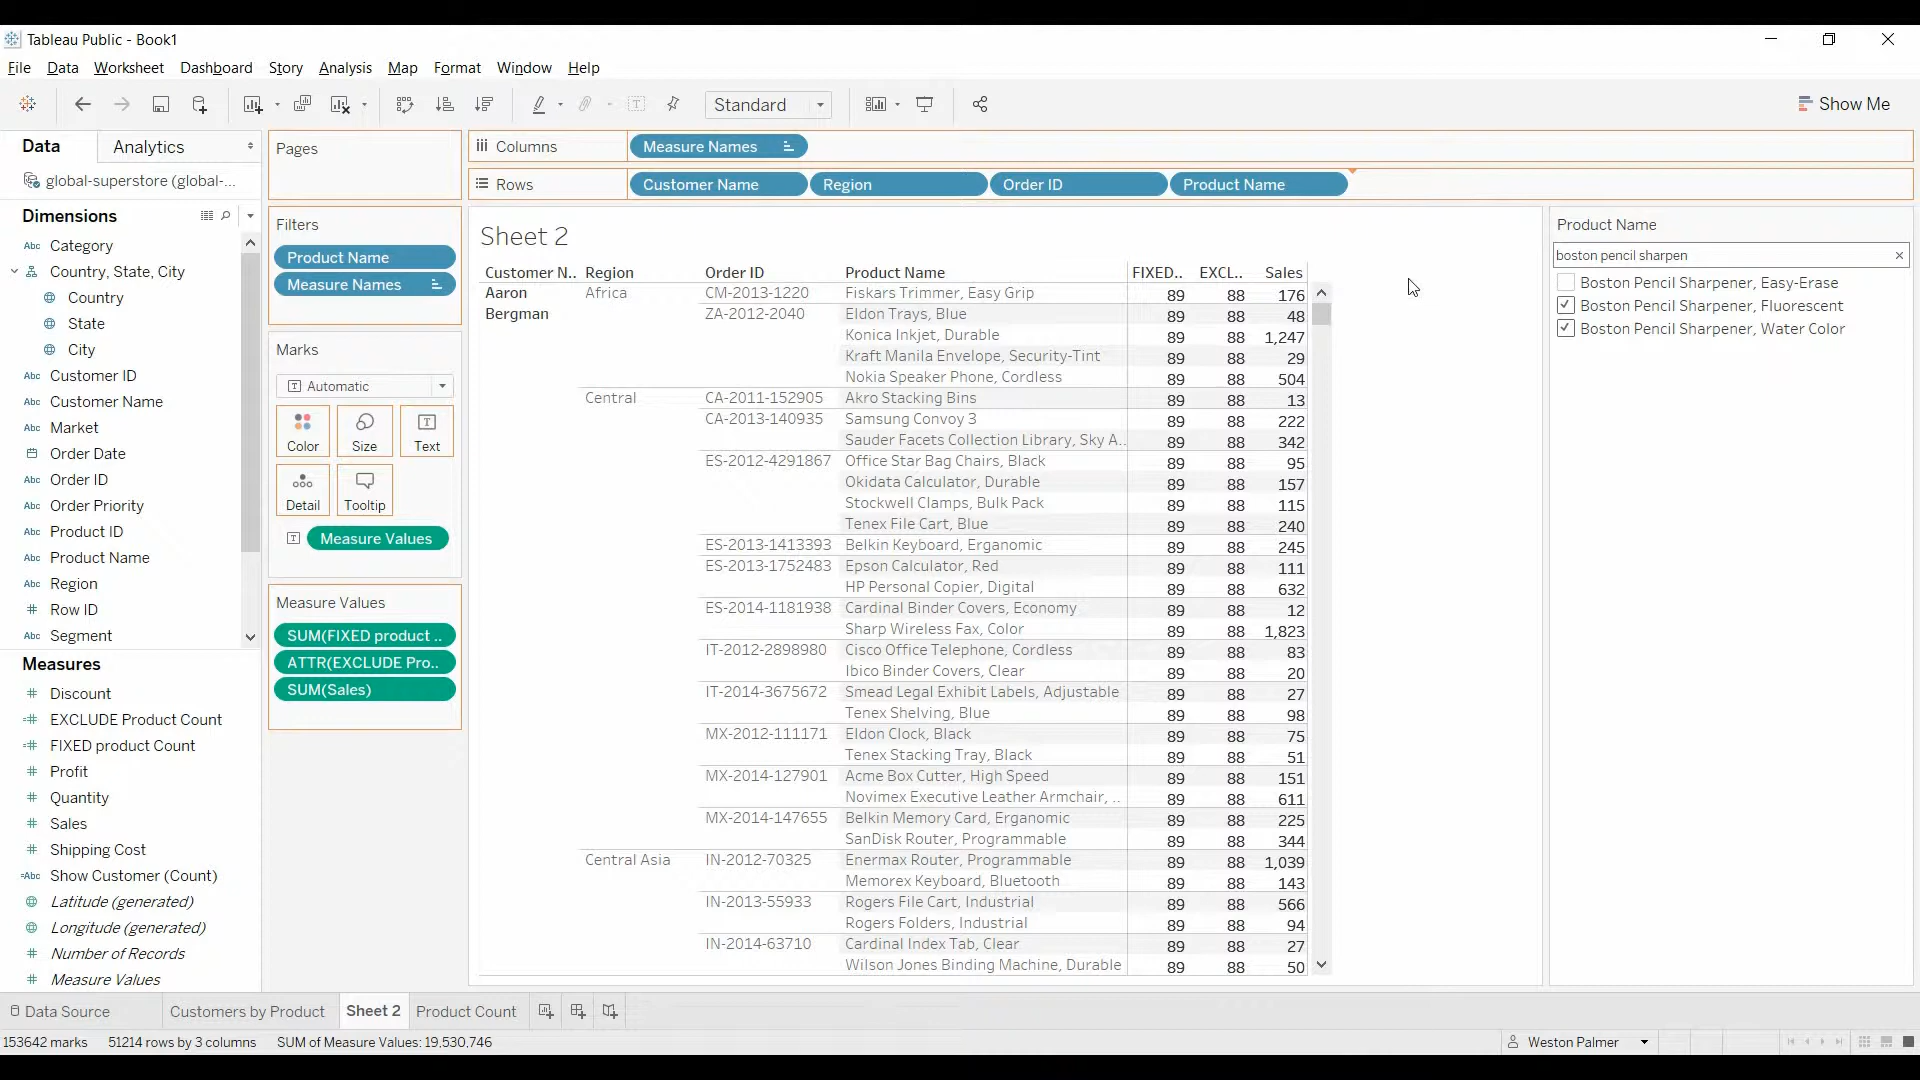 Tableau Public - Book1
File Data Worksheet Dashboard Story Analysis Map Format Window Help
Standard
Show Me
Data
Analytics
global-superstore (global-...
Dimensions
Abc Category
Country, State, City
Country
State
City
Abc Customer ID
Abc Customer Name
Abc Market
Order Date
Abc Order ID
Abc Order Priority
Abc Product ID
Abc Product Name
Abc Region
# Row ID
Abc Segment
Measures
# Discount
=# EXCLUDE Product Count
=# FIXED product Count
# Profit
# Quantity
# Sales
# Shipping Cost
=Abc Show Customer (Count)
Latitude (generated)
Longitude (generated)
# Number of Records
# Measure Values
Pages
Filters
Product Name
Measure Names
Marks
Automatic
Color
Size
Text
Detail
Tooltip
Measure Values
Measure Values
SUM(FIXED product ..
ATTR(EXCLUDE Pro..
SUM(Sales)
Columns
Measure Names
Rows
Customer Name
Region
Order ID
Product Name
Sheet 2
Customer N.. Region Order ID Product Name FIXED.. EXCL.. Sales
Aaron Africa CM-2013-1220 Fiskars Trimmer, Easy Grip 89 88 176
Bergman ZA-2012-2040 Eldon Trays, Blue 89 88 48
Konica Inkjet, Durable 89 88 1,247
Kraft Manila Envelope, Security-Tint 89 88 29
Nokia Speaker Phone, Cordless 89 88 504
Central CA-2011-152905 Akro Stacking Bins 89 88 13
CA-2013-140935 Samsung Convoy 3 89 88 222
Sauder Facets Collection Library, Sky A.. 89 88 342
ES-2012-4291867 Office Star Bag Chairs, Black 89 88 95
Okidata Calculator, Durable 89 88 157
Stockwell Clamps, Bulk Pack 89 88 115
Tenex File Cart, Blue 89 88 240
ES-2013-1413393 Belkin Keyboard, Erganomic 89 88 245
ES-2013-1752483 Epson Calculator, Red 89 88 111
HP Personal Copier, Digital 89 88 632
ES-2014-1181938 Cardinal Binder Covers, Economy 89 88 12
Sharp Wireless Fax, Color 89 88 1,823
IT-2012-2898980 Cisco Office Telephone, Cordless 89 88 83
Ibico Binder Covers, Clear 89 88 20
IT-2014-3675672 Smead Legal Exhibit Labels, Adjustable 89 88 27
Tenex Shelving, Blue 89 88 98
MX-2012-111171 Eldon Clock, Black 89 88 75
Tenex Stacking Tray, Black 89 88 51
MX-2014-127901 Acme Box Cutter, High Speed 89 88 151
Novimex Executive Leather Armchair, .. 89 88 611
MX-2014-147655 Belkin Memory Card, Erganomic 89 88 225
SanDisk Router, Programmable 89 88 344
Central Asia IN-2012-70325 Enermax Router, Programmable 89 88 1,039
Memorex Keyboard, Bluetooth 89 88 143
IN-2013-55933 Rogers File Cart, Industrial 89 88 566
Rogers Folders, Industrial 89 88 94
IN-2014-63710 Cardinal Index Tab, Clear 89 88 27
Wilson Jones Binding Machine, Durable 89 88 50
Product Name
boston pencil sharpen
Boston Pencil Sharpener, Easy-Erase
Boston Pencil Sharpener, Fluorescent
Boston Pencil Sharpener, Water Color
Data Source
Customers by Product
Sheet 2
Product Count
153642 marks
51214 rows by 3 columns
SUM of Measure Values: 19,530,746
Weston Palmer